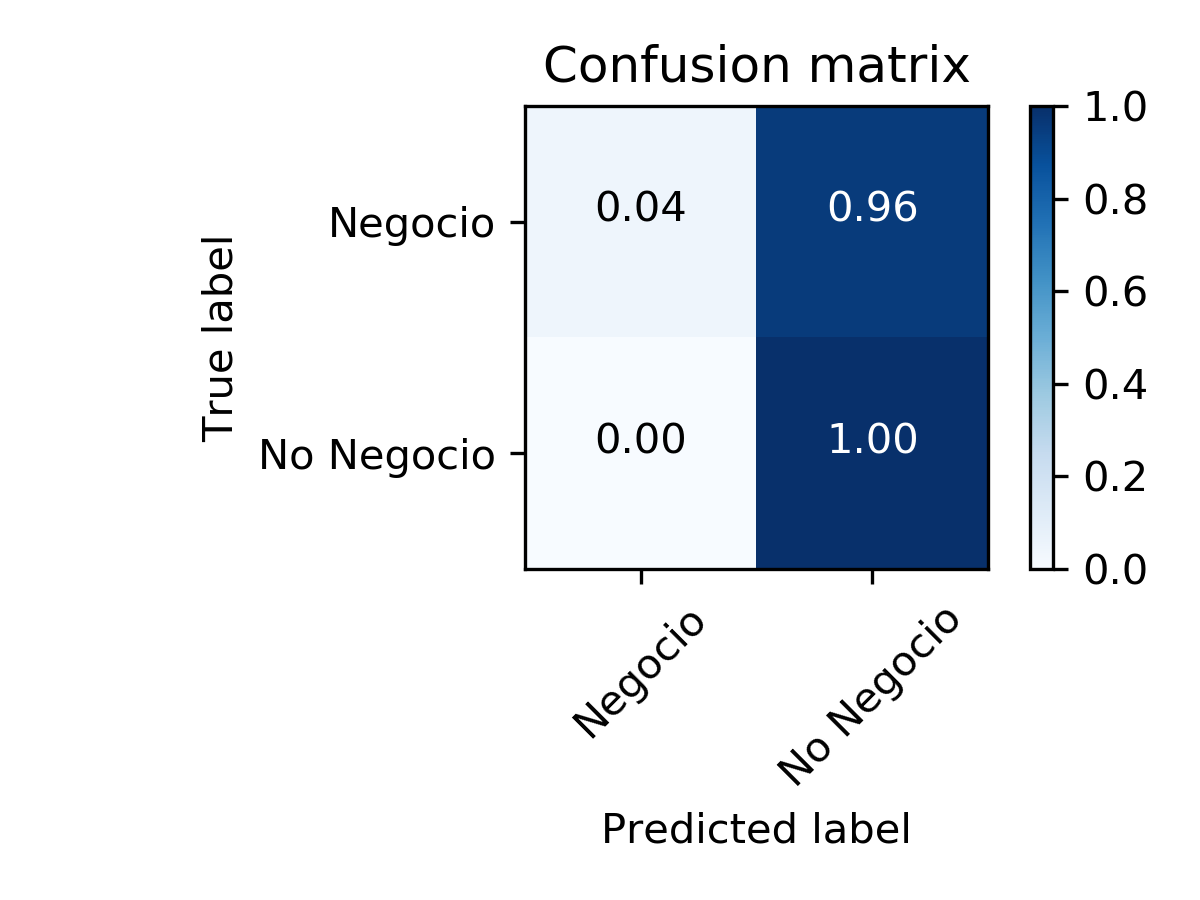 Confusion matrix
True label
Negocio
No Negocio
0.04 0.96
0.00 1.00
1.0
0.8
0.6
0.4
0.2
0.0
Negocio
No Negocio
Predicted label